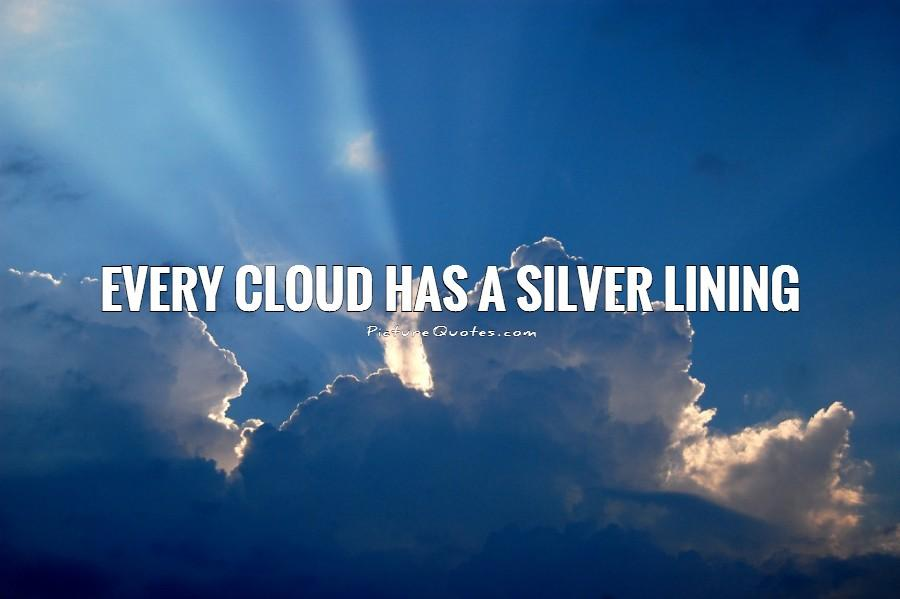 EVERY CLOUD HAS A SILVER LINING
PictureQuotes.com